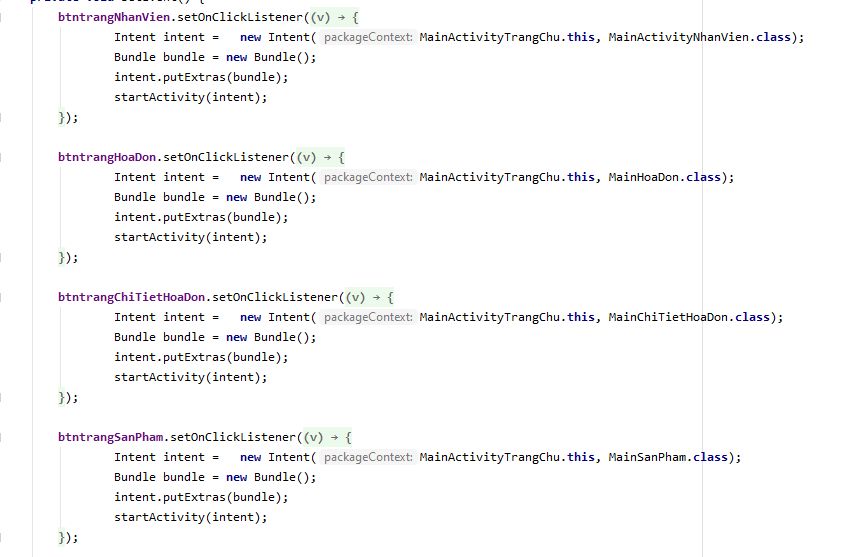 btntrangNhanVien.setOnClickListener((v) → {
Intent intent = new Intent( packageContext: MainActivityTrangChu.this, MainActivityNhanVien.class);
Bundle bundle = new Bundle();
intent.putExtras(bundle);
startActivity(intent);
});
btntrangHoaDon.setOnClickListener((v) → {
Intent intent = new Intent( packageContext: MainActivityTrangChu.this, MainHoaDon.class);
Bundle bundle = new Bundle();
intent.putExtras(bundle);
startActivity(intent);
});
btntrangChiTietHoaDon.setOnClickListener((v) → {
Intent intent = new Intent( packageContext: MainActivityTrangChu.this, MainChiTietHoaDon.class);
Bundle bundle = new Bundle();
intent.putExtras(bundle);
startActivity(intent);
});
btntrangSanPham.setOnClickListener((v) → {
Intent intent = new Intent( packageContext: MainActivityTrangChu.this, MainSanPham.class);
Bundle bundle = new Bundle();
intent.putExtras(bundle);
startActivity(intent);
});